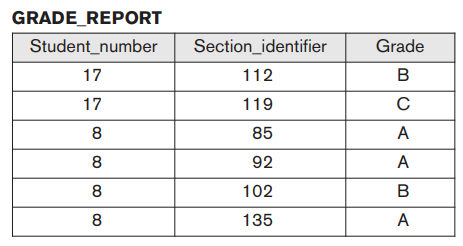 GRADE_REPORT
Student_number Section_identifier Grade
17 112 B
17 119 C
8 85 A
8 92 A
8 102 B
8 135 A